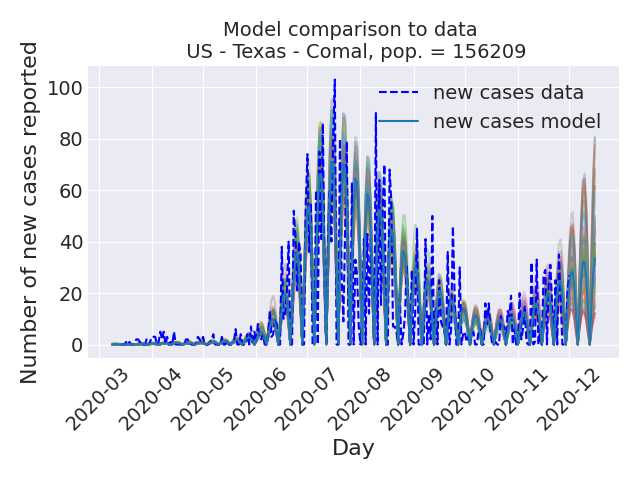 Model comparison to data
US - Texas - Comal, pop. = 156209
Number of new cases reported
100
80
60
40
20
0
new cases data
new cases model
2020-03
2020-04
2020-05
2020-06
2020-07
2020-08
2020-09
2020-10
2020-11
2020-12
Day